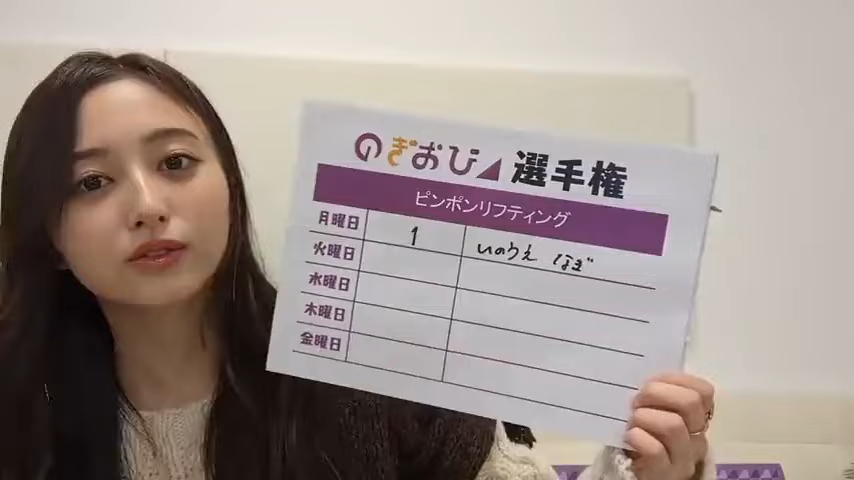 のぎおび 選手権
ピンポンリフティング
月曜日 1 いのうえ なぎ
火曜日
水曜日
木曜日
金曜日